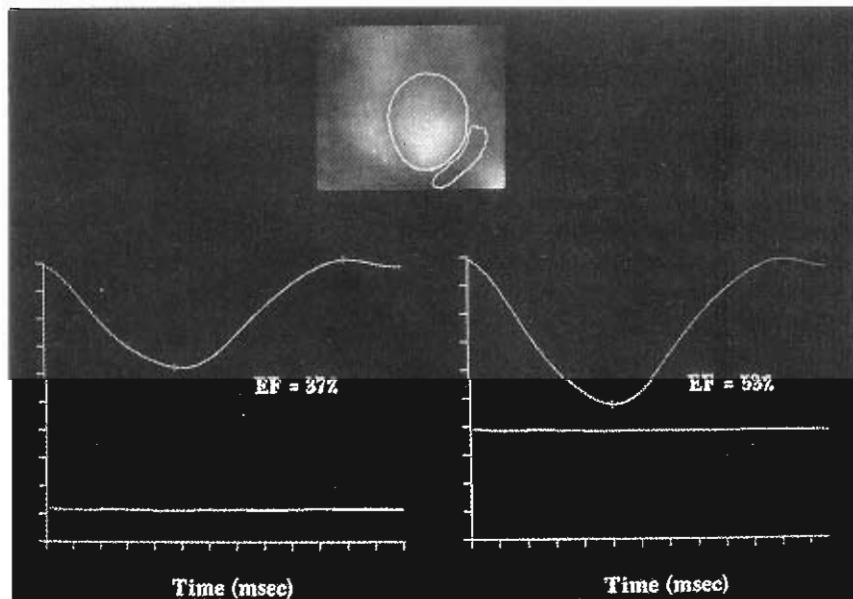 EF = 37%
EF = 53%
Time (msec)
Time (msec)